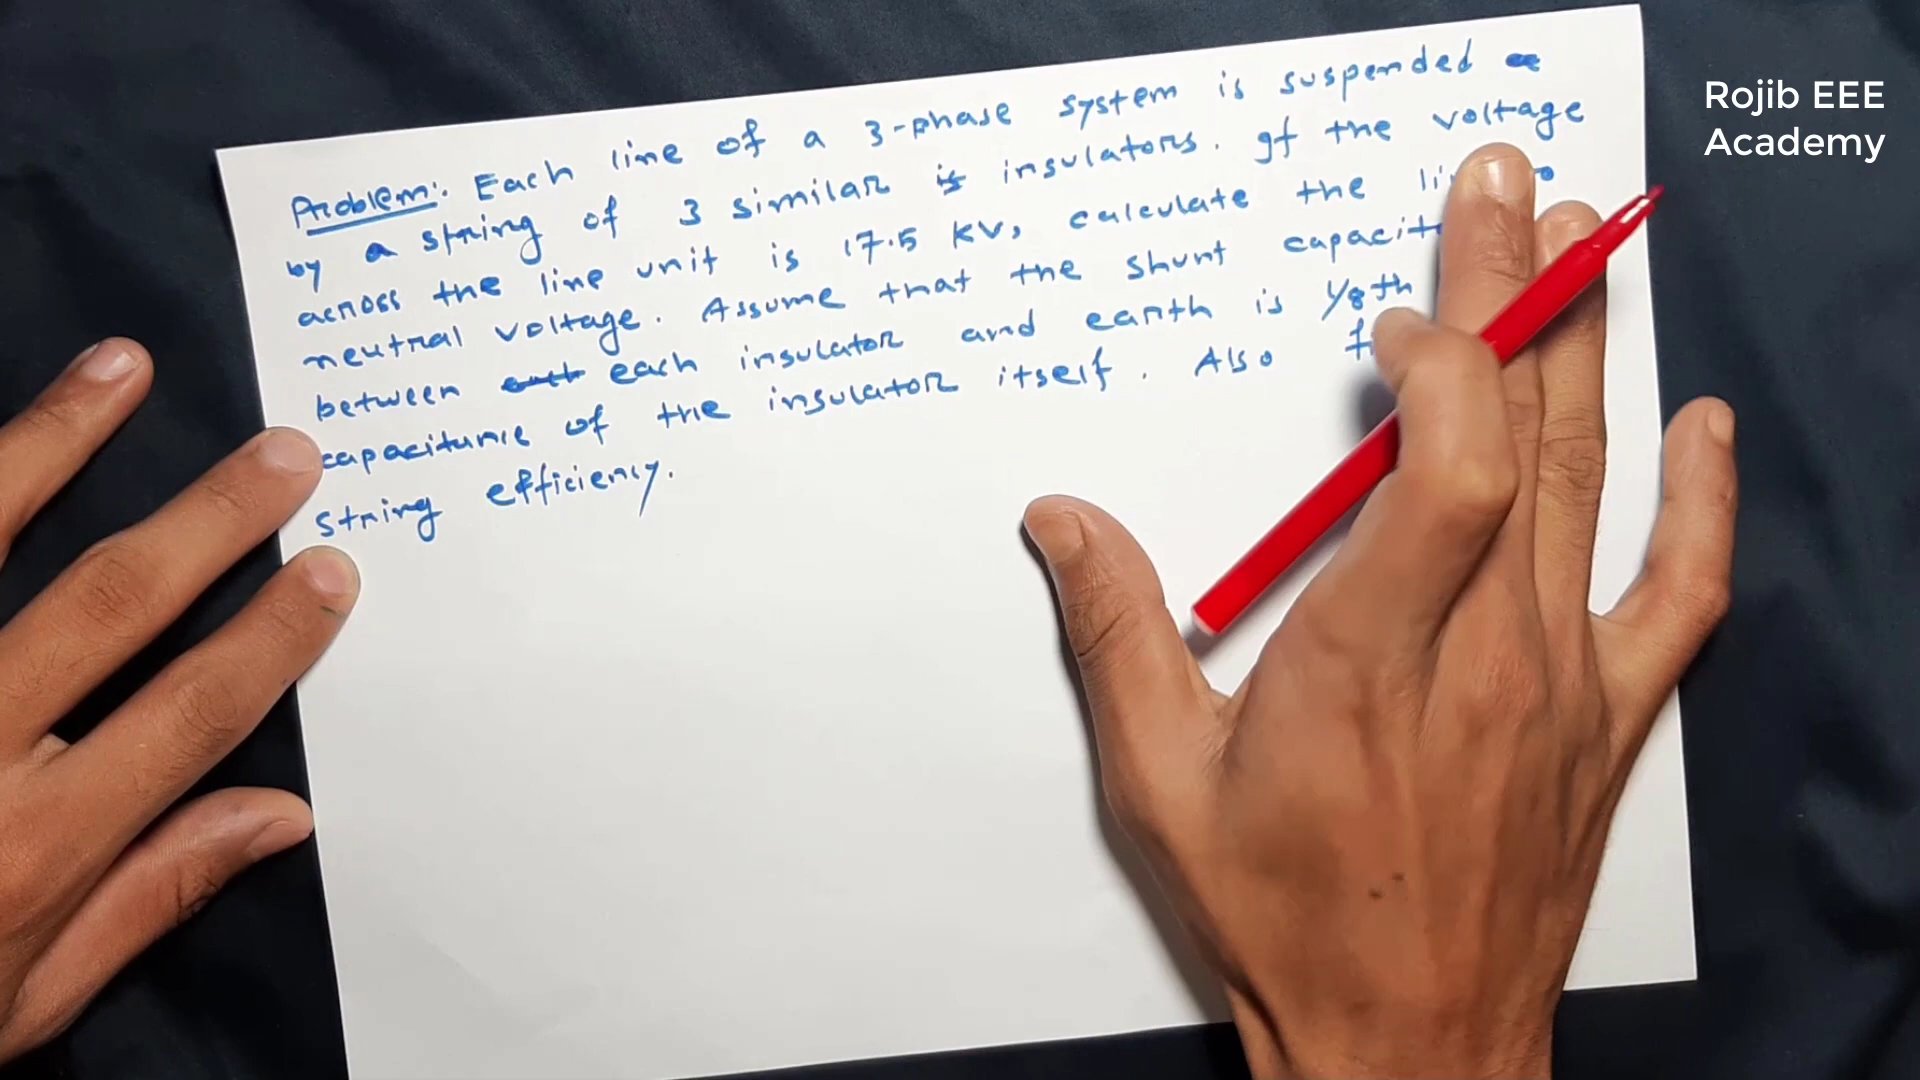 Problem: Each line of a 3-phase system is suspended
by a string of 3 similar insulators. If the voltage
across the line unit is 17.5 KV, calculate the
neutral voltage. Assume that the shunt
between each insulator and earth is 1/8th
capacitance of the insulator itself. Also
string efficiency.
Rojib EEE
Academy